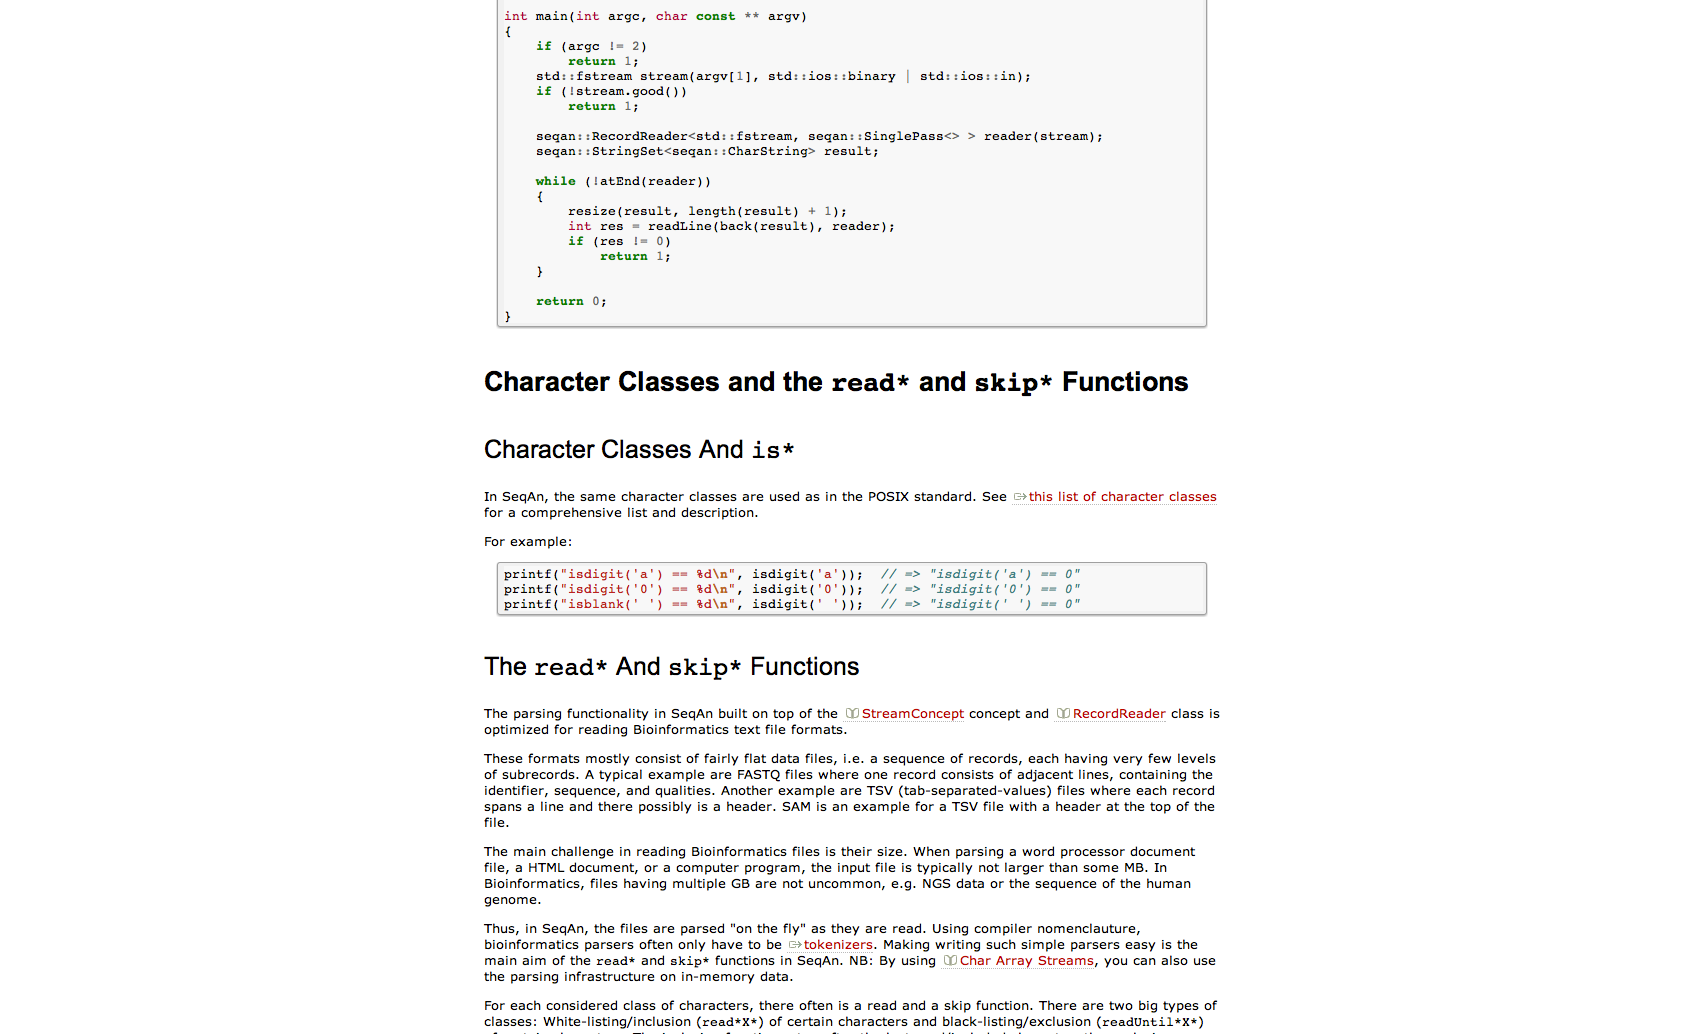 int main(int argc, char const ** argv)
{
    if (argc != 2)
        return 1;
    std::fstream stream(argv[1], std::ios::binary | std::ios::in);
    if (!stream.good())
        return 1;
    seqan::RecordReader<std::fstream, seqan::SinglePass<> > reader(stream);
    seqan::StringSet<seqan::CharString> result;
    while (!atEnd(reader))
    {
        resize(result, length(result) + 1);
        int res = readLine(back(result), reader);
        if (res != 0)
            return 1;
    }
    return 0;
}
Character Classes and the read* and skip* Functions
Character Classes And is*
In SeqAn, the same character classes are used as in the POSIX standard. See this list of character classes
for a comprehensive list and description.
For example:
printf("isdigit('a') == %d\n", isdigit('a'));  // => "isdigit('a') == 0"
printf("isdigit('0') == %d\n", isdigit('0'));  // => "isdigit('0') == 0"
printf("isblank(' ') == %d\n", isdigit(' '));  // => "isdigit(' ') == 0"
The read* And skip* Functions
The parsing functionality in SeqAn built on top of the StreamConcept concept and RecordReader class is
optimized for reading Bioinformatics text file formats.
These formats mostly consist of fairly flat data files, i.e. a sequence of records, each having very few levels
of subrecords. A typical example are FASTQ files where one record consists of adjacent lines, containing the
identifier, sequence, and qualities. Another example are TSV (tab-separated-values) files where each record
spans a line and there possibly is a header. SAM is an example for a TSV file with a header at the top of the
file.
The main challenge in reading Bioinformatics files is their size. When parsing a word processor document
file, a HTML document, or a computer program, the input file is typically not larger than some MB. In
Bioinformatics, files having multiple GB are not uncommon, e.g. NGS data or the sequence of the human
genome.
Thus, in SeqAn, the files are parsed "on the fly" as they are read. Using compiler nomenclauture,
bioinformatics parsers often only have to be tokenizers. Making writing such simple parsers easy is the
main aim of the read* and skip* functions in SeqAn. NB: By using Char Array Streams, you can also use
the parsing infrastructure on in-memory data.
For each considered class of characters, there often is a read and a skip function. There are two big types of
classes: White-listing/inclusion (read*X*) of certain characters and black-listing/exclusion (readUntil*X*)